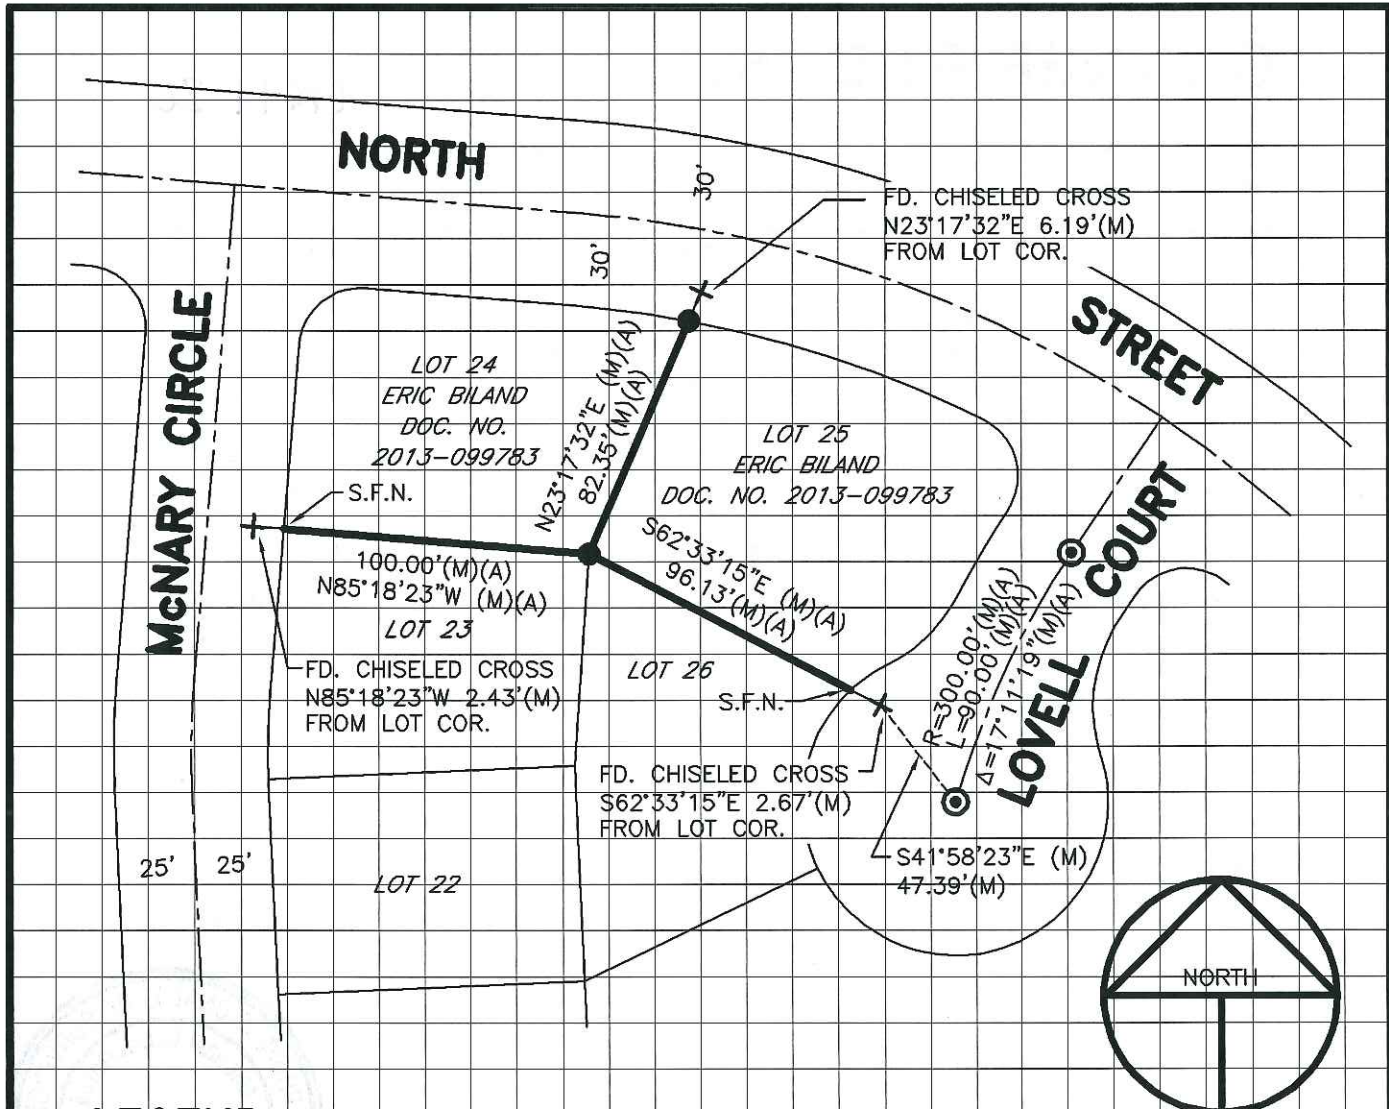 NORTH
30'
FD. CHISELED CROSS
N23°17'32"E 6.19'(M)
FROM LOT COR.
30'
STREET
McNARY CIRCLE
LOT 24
ERIC BILAND
DOC. NO.
2013-099783
N23°17'32"E (M)(A)
82.35'(M)(A)
LOT 25
ERIC BILAND
DOC. NO. 2013-099783
S.F.N.
100.00'(M)(A)
N85°18'23"W (M)(A)
S62°33'15"E (M)(A)
96.13'(M)(A)
LOVELL COURT
R=300.00'(M)(A)
L=90.00'(M)(A)
Δ=17°11'19"(M)(A)
LOT 23
FD. CHISELED CROSS
N85°18'23"W 2.43'(M)
FROM LOT COR.
LOT 26
S.F.N.
FD. CHISELED CROSS
S62°33'15"E 2.67'(M)
FROM LOT COR.
S41°58'23"E (M)
47.39'(M)
25'
25'
LOT 22
NORTH